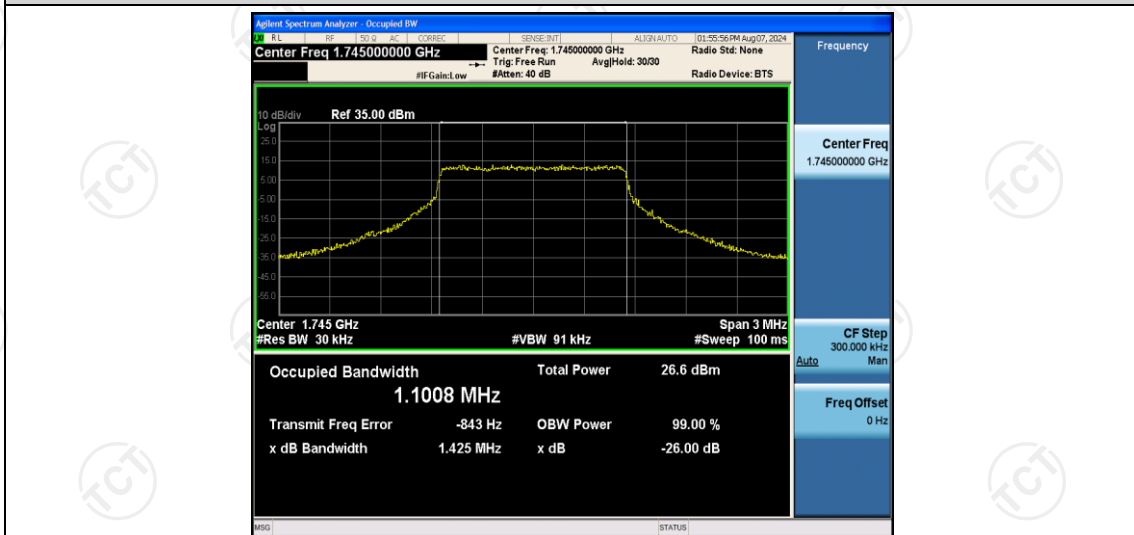 Agilent Spectrum Analyzer - Occupied BW
RL RF 50 Ω AC CORREC SENSE:INT ALIGN AUTO 01:55:56 PM Aug 07, 2024
Center Freq 1.745000000 GHz
Center Freq: 1.745000000 GHz
Radio Std: None
Trig: Free Run Avg|Hold: 30/30
#IFGain:Low #Atten: 40 dB Radio Device: BTS
10 dB/div Ref 35.00 dBm
Log
25.0
15.0
5.00
-5.00
-15.0
-25.0
-35.0
-45.0
-55.0
Center 1.745 GHz Span 3 MHz
#Res BW 30 kHz #VBW 91 kHz #Sweep 100 ms
Occupied Bandwidth Total Power 26.6 dBm
1.1008 MHz
Transmit Freq Error -843 Hz OBW Power 99.00 %
x dB Bandwidth 1.425 MHz x dB -26.00 dB
MSG STATUS
Frequency
Center Freq
1.745000000 GHz
CF Step
300.000 kHz
Auto Man
Freq Offset
0 Hz
TCT
TCT
TCT
TCT